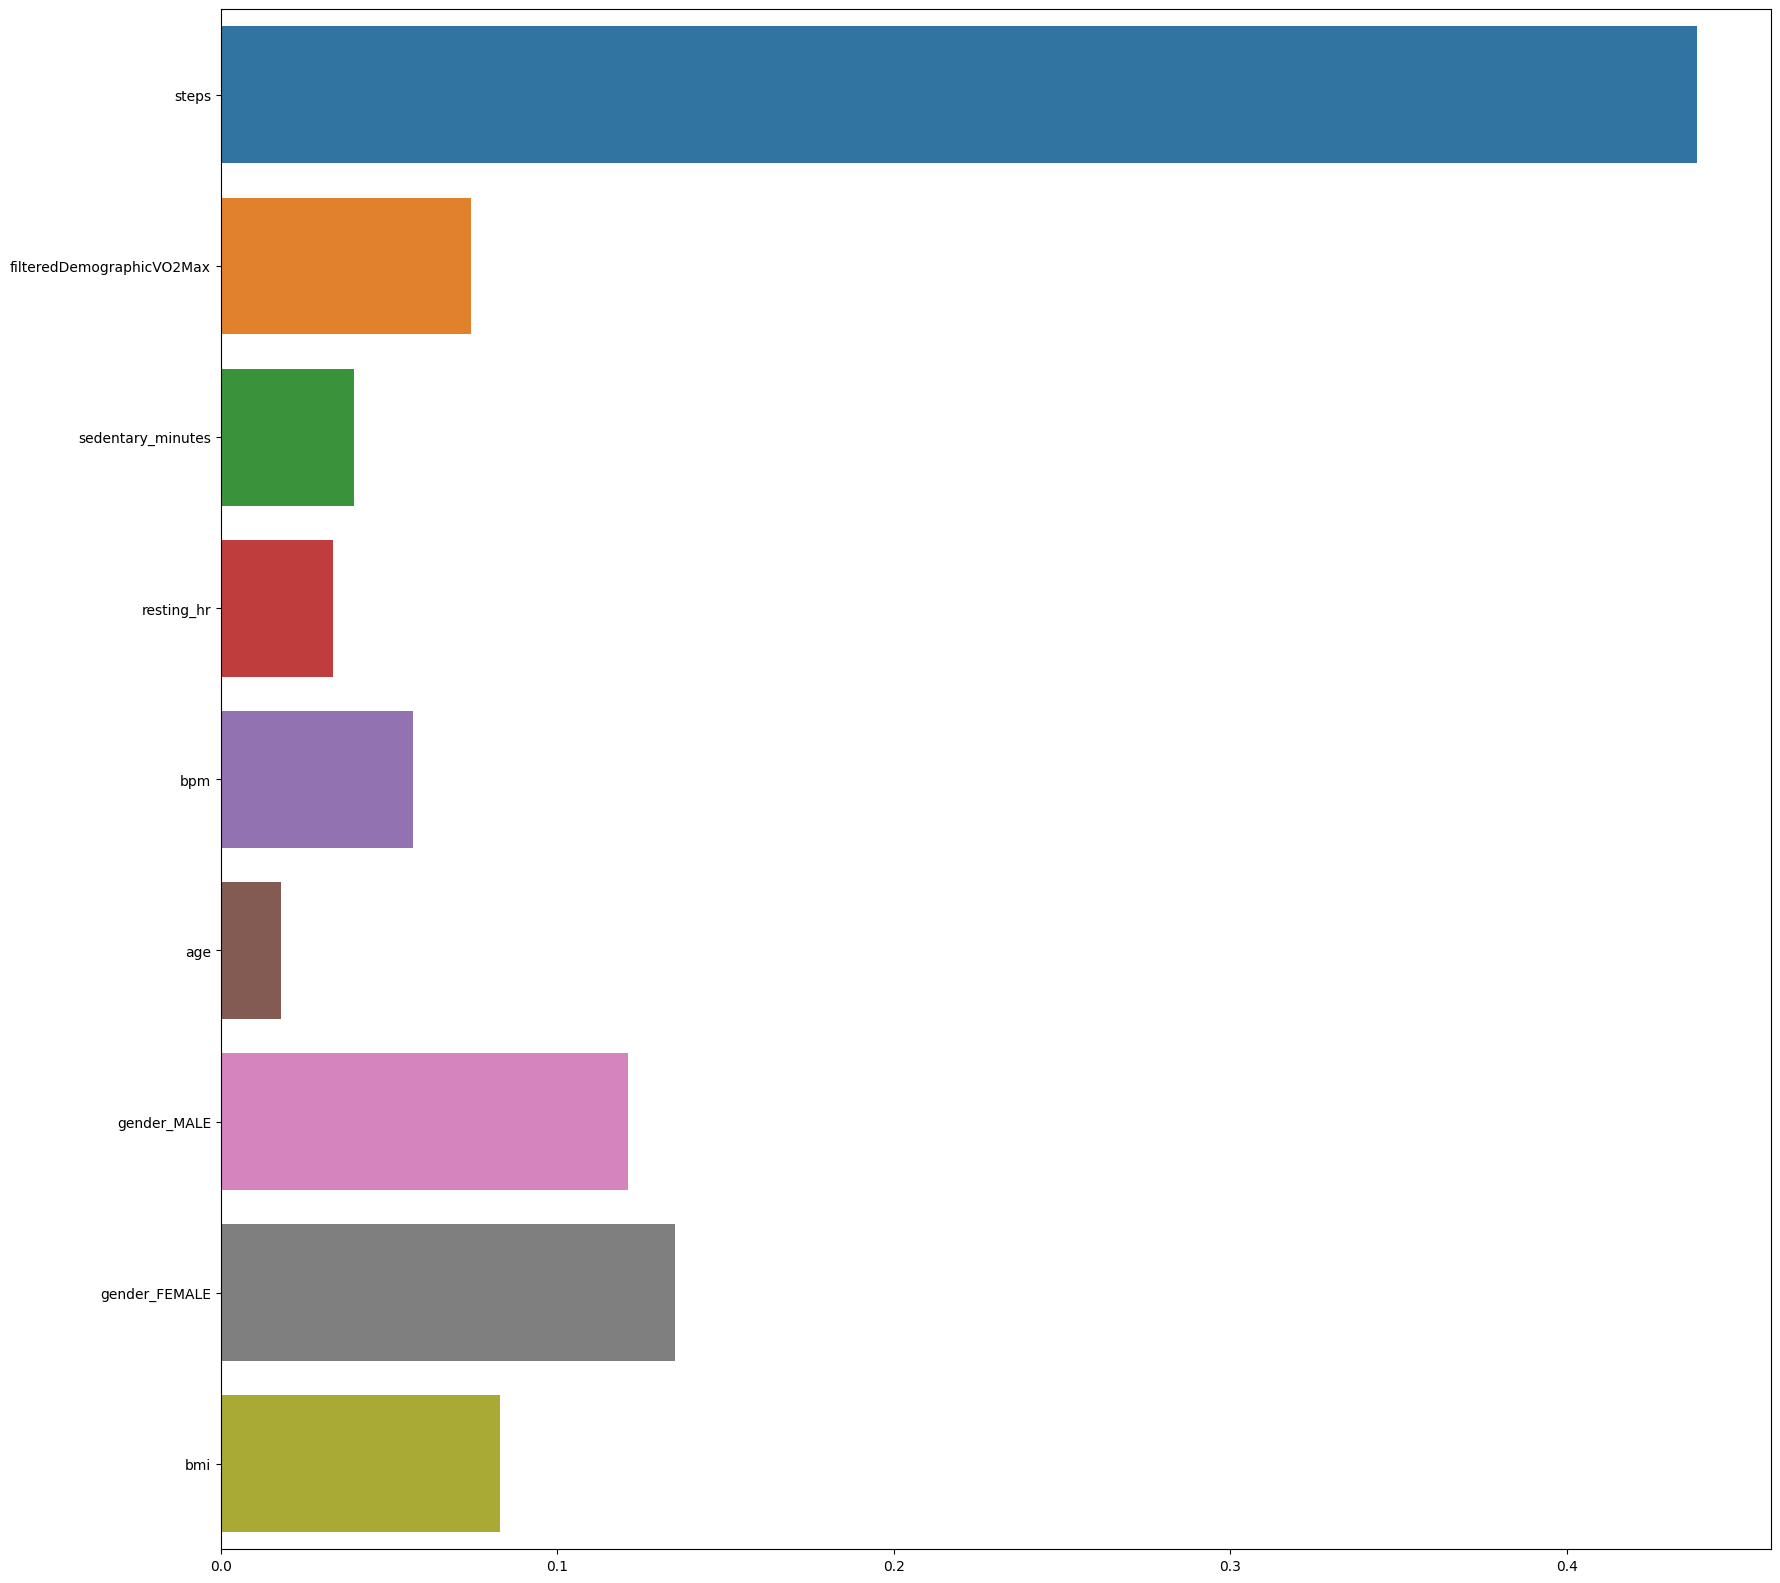 steps
filteredDemographicVO2Max
sedentary_minutes
resting_hr
bpm
age
gender_MALE
gender_FEMALE
bmi
0.0 0.1 0.2 0.3 0.4